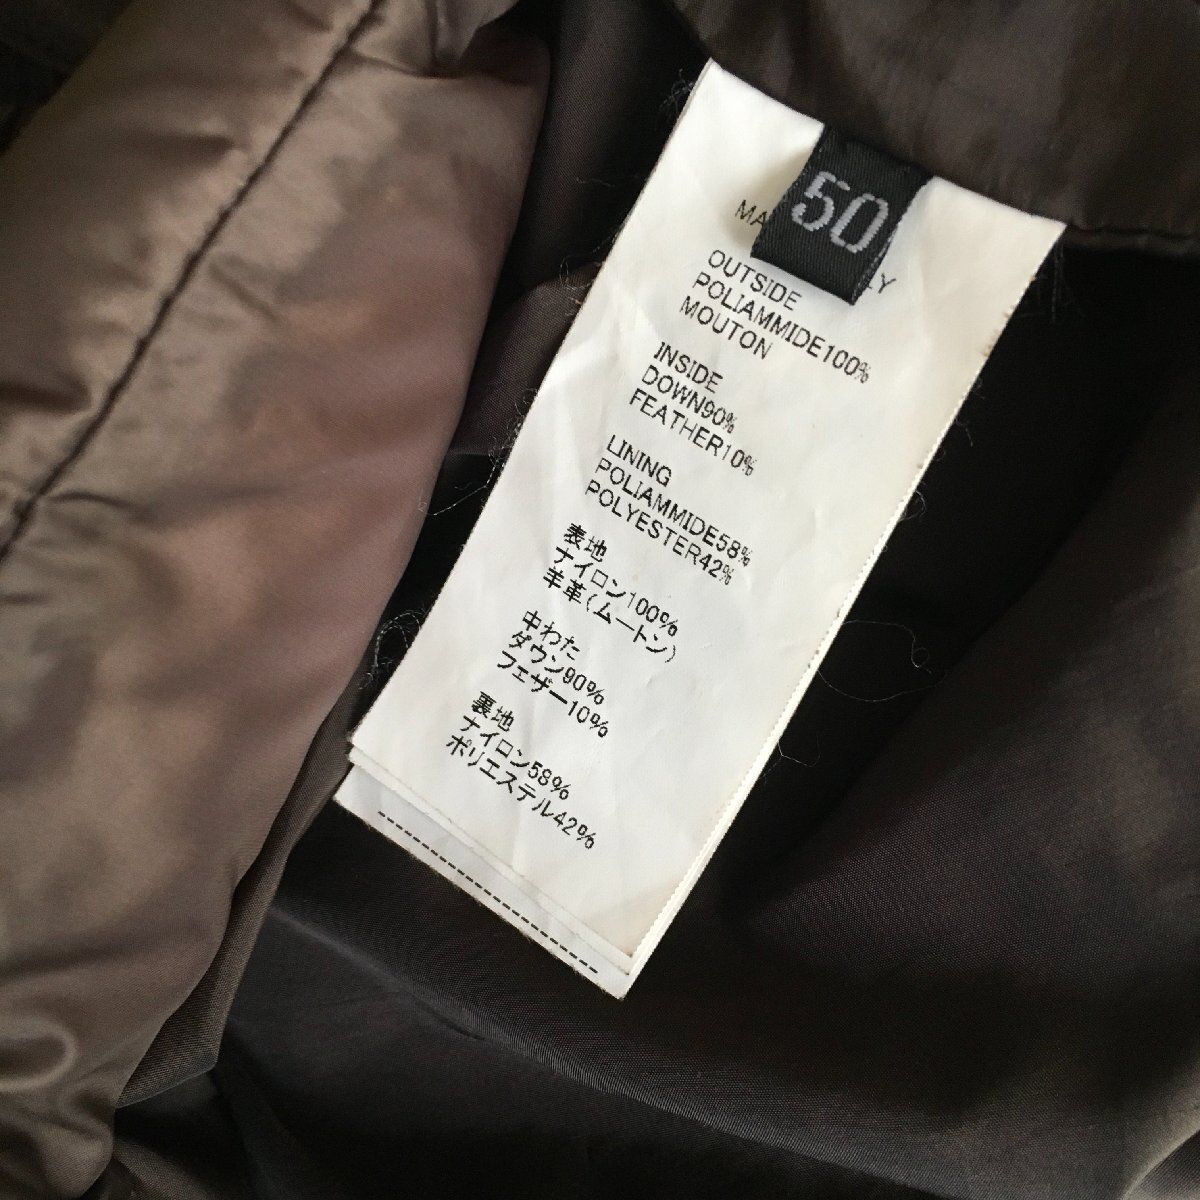 50
OUTSIDE
POLIAMMIDE100%
MOUTON
INSIDE
DOWN90%
FEATHER10%
LINING
POLIAMMIDE58%
POLYESTER42%
表地
ナイロン100%
羊革(ムートン)
中わた
ダウン90%
フェザー10%
裏地
ナイロン58%
ポリエステル42%